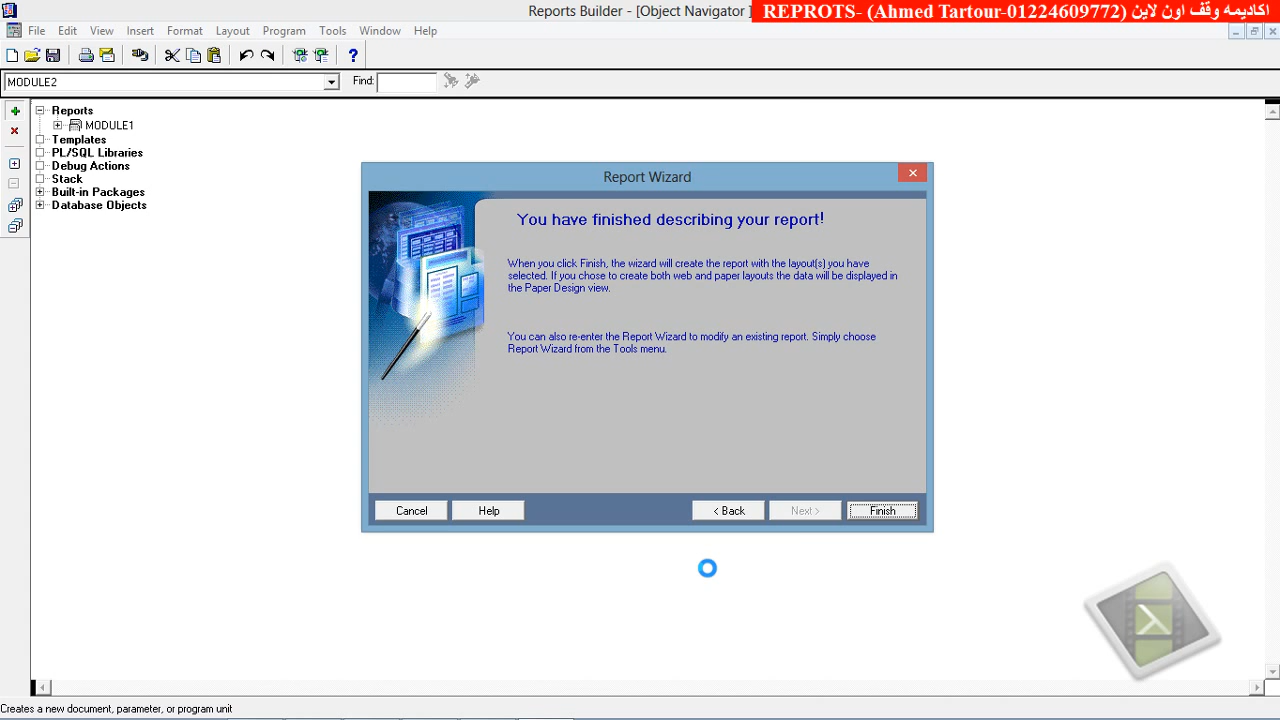 Reports Builder - [Object Navigator ]
REPROTS- (Ahmed Tartour-01224609772) اكاديمه وقف اون لاين
File Edit View Insert Format Layout Program Tools Window Help
MODULE2 Find:
Reports
MODULE1
Templates
PL/SQL Libraries
Debug Actions
Stack
Built-in Packages
Database Objects
Report Wizard
You have finished describing your report!
When you click Finish, the wizard will create the report with the layout(s) you have
selected. If you chose to create both web and paper layouts the data will be displayed in
the Paper Design view.
You can also re-enter the Report Wizard to modify an existing report. Simply choose
Report Wizard from the Tools menu.
Cancel Help < Back Next > Finish
Creates a new document, parameter, or program unit